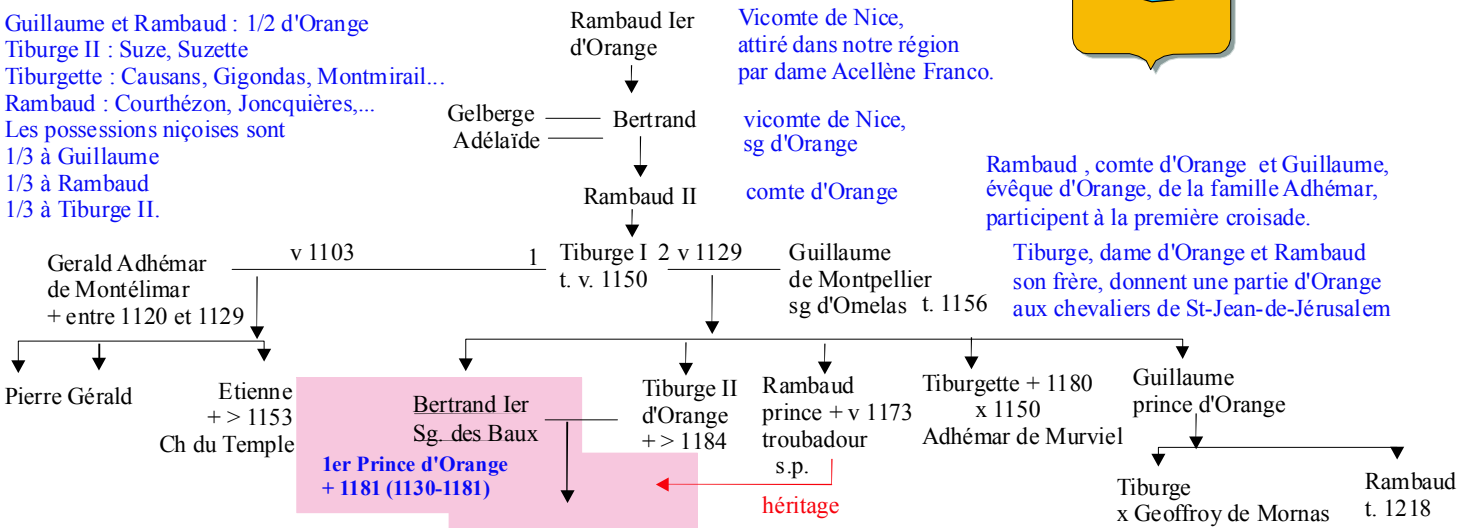 Guillaume et Rambaud : 1/2 d'Orange
Tiburge II : Suze, Suzette
Tiburgette : Causans, Gigondas, Montmirail...
Rambaud : Courthézon, Joncquières,...
Les possessions niçoises sont
1/3 à Guillaume
1/3 à Rambaud
1/3 à Tiburge II.
Rambaud Ier
d'Orange
Vicomte de Nice,
attiré dans notre région
par dame Acellène Franco.
Gelberge
Adélaïde
Bertrand
vicomte de Nice,
sg d'Orange
Rambaud II
comte d'Orange
Rambaud , comte d'Orange et Guillaume,
évêque d'Orange, de la famille Adhémar,
participent à la première croisade.
Tiburge, dame d'Orange et Rambaud
son frère, donnent une partie d'Orange
aux chevaliers de St-Jean-de-Jérusalem
Gerald Adhémar
de Montélimar
+ entre 1120 et 1129
v 1103
1
Tiburge I
t. v. 1150
2 v 1129
Guillaume
de Montpellier
sg d'Omelas t. 1156
Pierre Gérald
Etienne
+ > 1153
Ch du Temple
Bertrand Ier
Sg. des Baux
1er Prince d'Orange
+ 1181 (1130-1181)
Tiburge II
d'Orange
+ > 1184
Rambaud
prince + v 1173
troubadour
s.p.
héritage
Tiburgette + 1180
x 1150
Adhémar de Murviel
Guillaume
prince d'Orange
Tiburge
x Geoffroy de Mornas
Rambaud
t. 1218